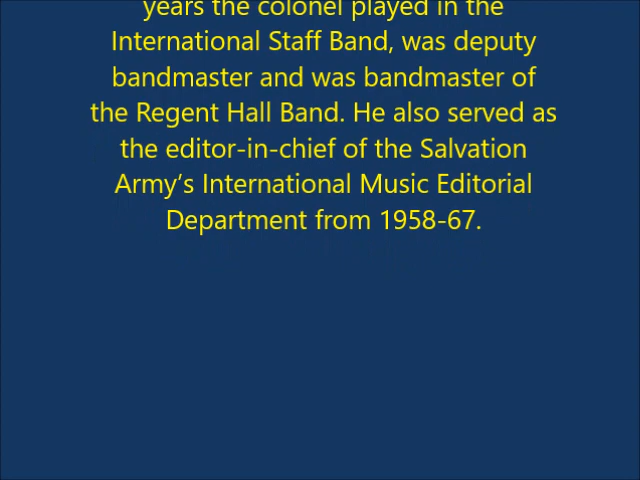 years the colonel played in the
International Staff Band, was deputy
bandmaster and was bandmaster of
the Regent Hall Band. He also served as
the editor-in-chief of the Salvation
Army’s International Music Editorial
Department from 1958-67.